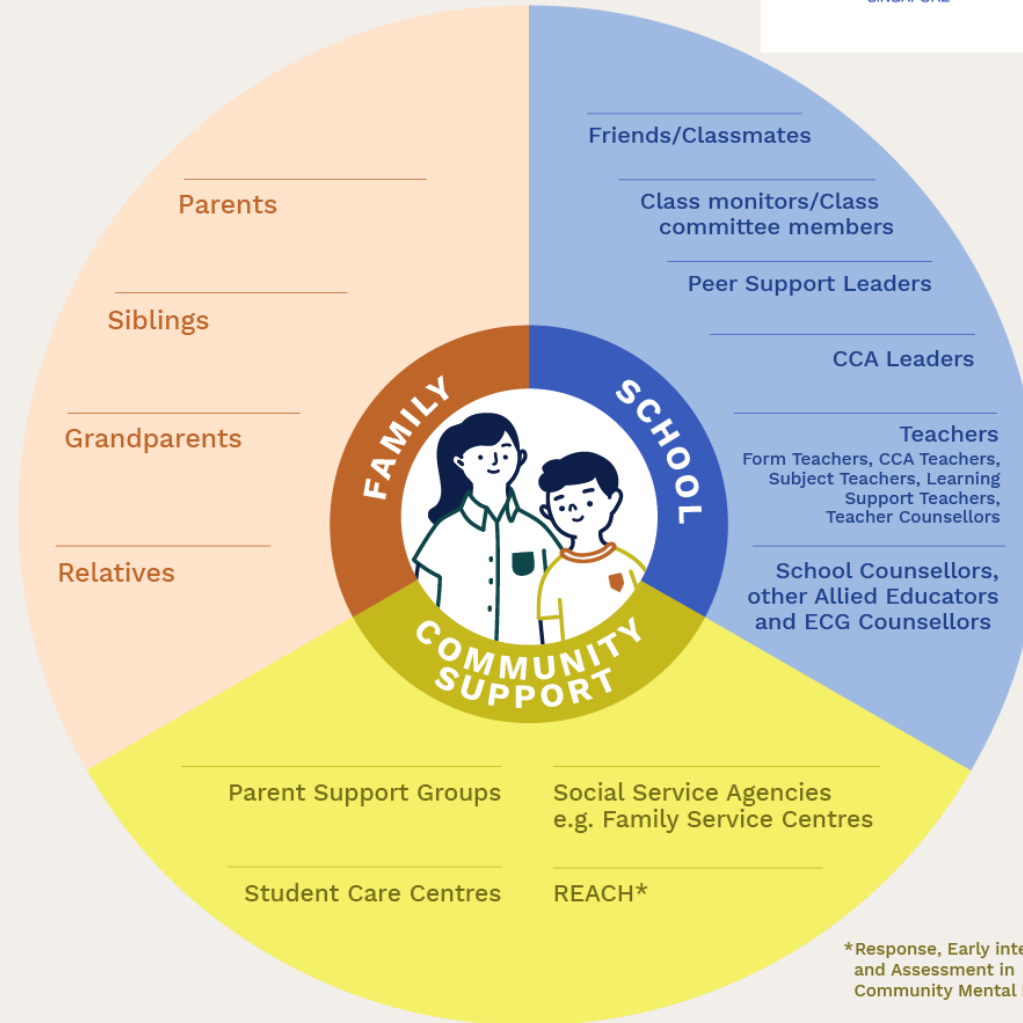 SINGAPORE
FAMILY
Parents
Siblings
Grandparents
Relatives
SCHOOL
Friends/Classmates
Class monitors/Class
committee members
Peer Support Leaders
CCA Leaders
Teachers
Form Teachers, CCA Teachers,
Subject Teachers, Learning
Support Teachers,
Teacher Counsellors
School Counsellors,
other Allied Educators
and ECG Counsellors
COMMUNITY
SUPPORT
Parent Support Groups
Student Care Centres
Social Service Agencies
e.g. Family Service Centres
REACH*
*Response, Early
and Assessment in
Community Mental